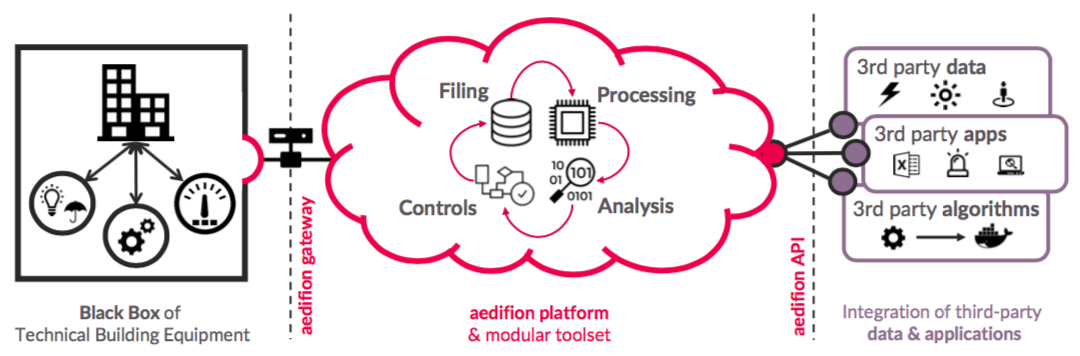 Black Box of
Technical Building Equipment
aedifion gateway
Filing
Processing
Controls
10
01
101
0101
Analysis
aedifion platform
& modular toolset
aedifion API
3rd party data
3rd party apps
X
3rd party algorithms
Integration of third-party
data & applications